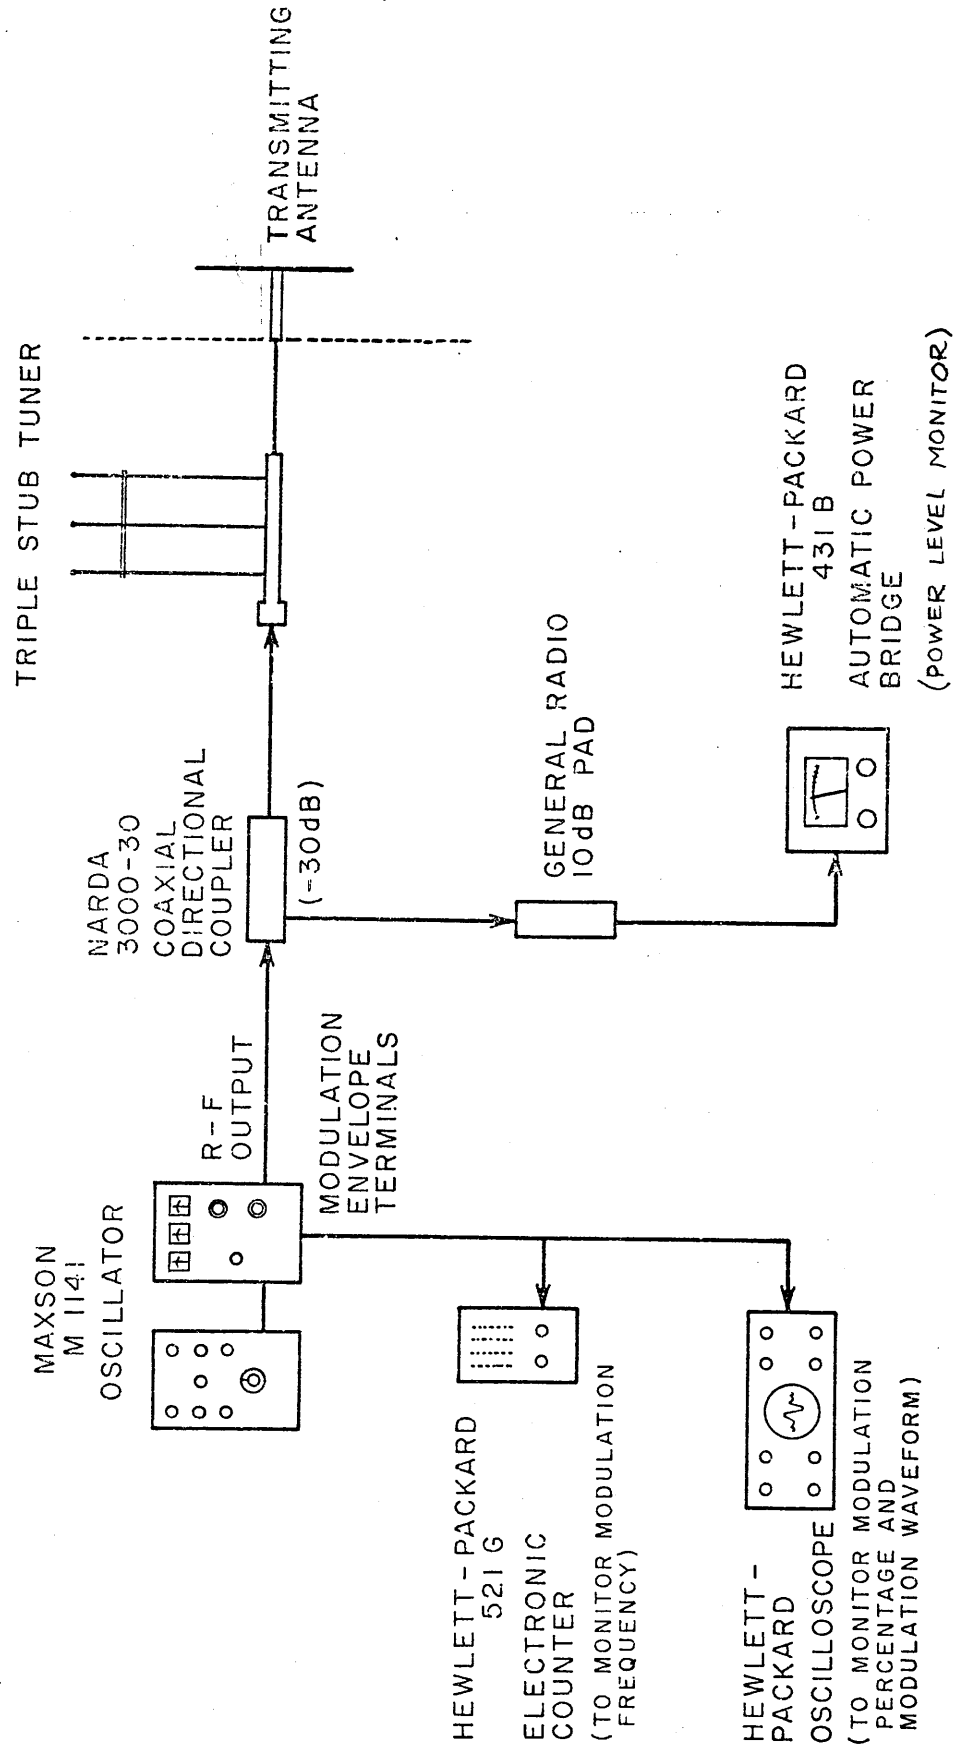 MAXSON
M 1141
OSCILLATOR
R-F
OUTPUT
MODULATION
ENVELOPE
TERMINALS
NARDA
3000-30
COAXIAL
DIRECTIONAL
COUPLER
(-30dB)
TRIPLE STUB TUNER
TRANSMITTING
ANTENNA
GENERAL RADIO
10dB PAD
HEWLETT-PACKARD
431 B
AUTOMATIC POWER
BRIDGE
(POWER LEVEL MONITOR)
HEWLETT-PACKARD
521 G
ELECTRONIC
COUNTER
(TO MONITOR MODULATION
FREQUENCY)
HEWLETT-
PACKARD
OSCILLOSCOPE
(TO MONITOR MODULATION
PERCENTAGE AND
MODULATION WAVEFORM)